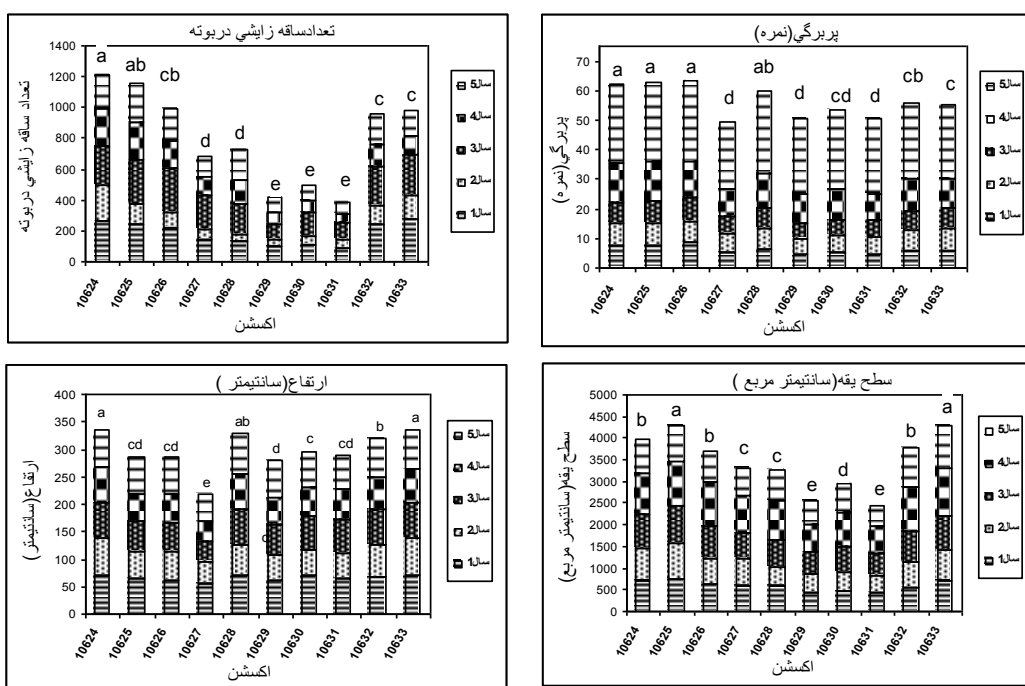 تعدادساقه زايشي دربوته
تعداد ساقه زايشي دربوته
1400
1200
1000
800
600
400
200
0
a ab cb d d e e e c c
10624 10625 10626 10627 10628 10629 10630 10631 10632 10633
اكسشن
سال5
سال4
سال3
سال2
سال1
پربرگي(نمره)
پربرگي(نمره)
70
60
50
40
30
20
10
0
a a a d ab d cd d cb c
10624 10625 10626 10627 10628 10629 10630 10631 10632 10633
اكسشن
سال5
سال4
سال3
سال2
سال1
ارتفاع(سانتيمتر )
ارتفاع(سانتيمتر )
400
350
300
250
200
150
100
50
0
a cd cd e ab d c cd b a
10624 10625 10626 10627 10628 10629 10630 10631 10632 10633
اكسشن
سال5
سال4
سال3
سال2
سال1
سطح يقه(سانتيمتر مربع )
سطح يقه(سانتيمتر مربع)
5000
4500
4000
3500
3000
2500
2000
1500
1000
500
0
b a b c c e d e b a
10624 10625 10626 10627 10628 10629 10630 10631 10632 10633
اكسشن
سال5
سال4
سال3
سال2
سال1